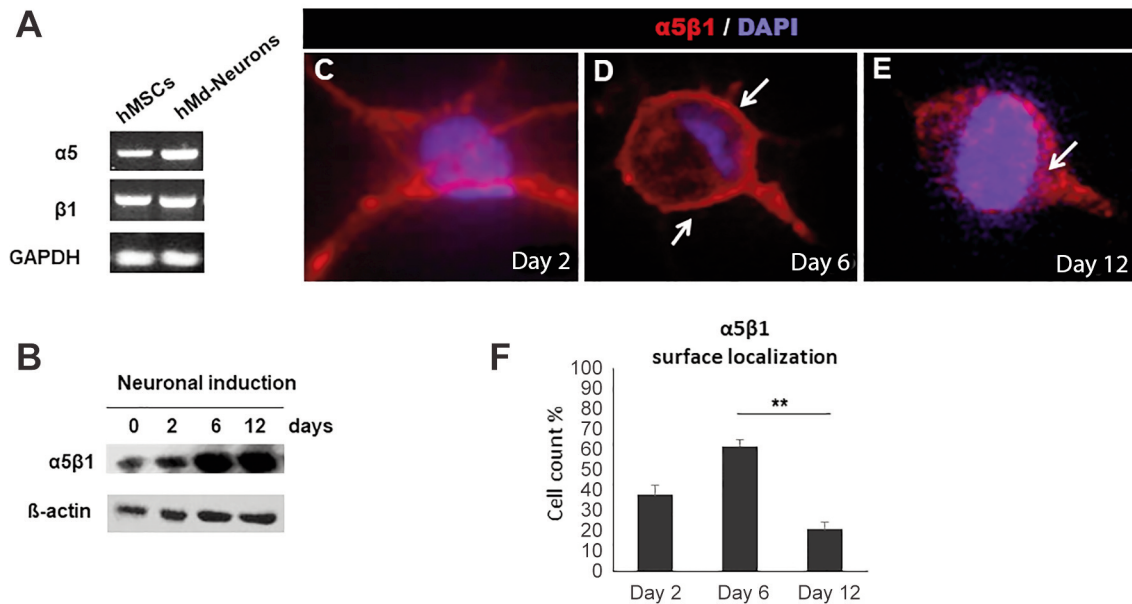 A
hMSCs
hMd-Neurons
α5
β1
GAPDH
α5β1 / DAPI
C
Day 2
D
Day 6
E
Day 12
B
Neuronal induction
0 2 6 12 days
α5β1
ß-actin
F
α5β1
surface localization
**
Cell count %
100
90
80
70
60
50
40
30
20
10
0
Day 2 Day 6 Day 12